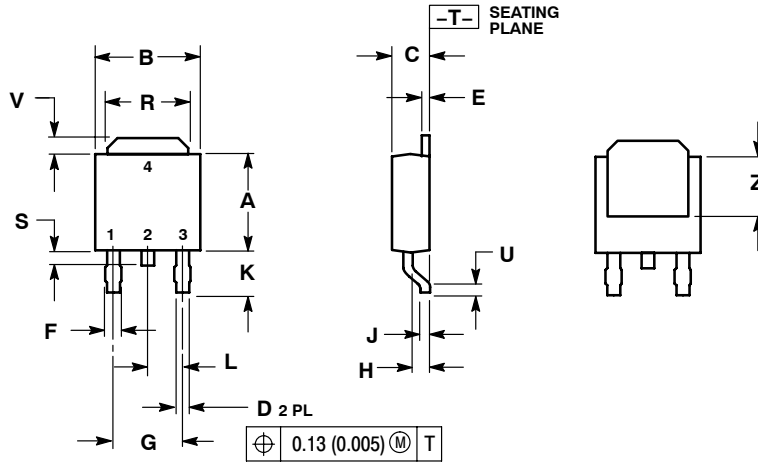 –T– SEATING
PLANE
B
C
V
R
E
4
A
Z
S
1 2 3
K
U
F
J
L
H
D 2 PL
G
⌖ 0.13 (0.005) Ⓜ T